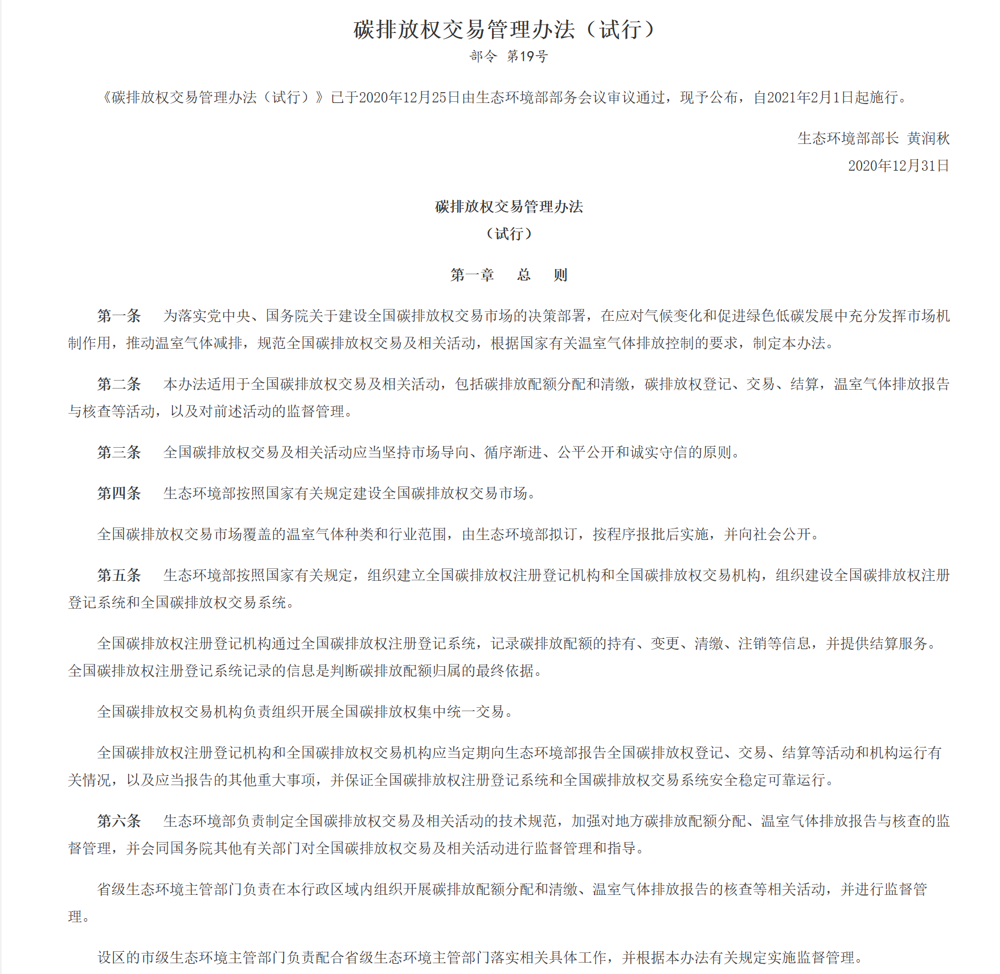 碳排放权交易管理办法（试行）
部令 第19号
《碳排放权交易管理办法（试行）》已于2020年12月25日由生态环境部部务会议审议通过，现予公布，自2021年2月1日起施行。
生态环境部部长 黄润秋
2020年12月31日
碳排放权交易管理办法
（试行）
第一章 总 则
第一条 为落实党中央、国务院关于建设全国碳排放权交易市场的决策部署，在应对气候变化和促进绿色低碳发展中充分发挥市场机
制作用，推动温室气体减排，规范全国碳排放权交易及相关活动，根据国家有关温室气体排放控制的要求，制定本办法。
第二条 本办法适用于全国碳排放权交易及相关活动，包括碳排放配额分配和清缴，碳排放权登记、交易、结算，温室气体排放报告
与核查等活动，以及对前述活动的监督管理。
第三条 全国碳排放权交易及相关活动应当坚持市场导向、循序渐进、公平公开和诚实守信的原则。
第四条 生态环境部按照国家有关规定建设全国碳排放权交易市场。
全国碳排放权交易市场覆盖的温室气体种类和行业范围，由生态环境部拟订，按程序报批后实施，并向社会公开。
第五条 生态环境部按照国家有关规定，组织建立全国碳排放权注册登记机构和全国碳排放权交易机构，组织建设全国碳排放权注册
登记系统和全国碳排放权交易系统。
全国碳排放权注册登记机构通过全国碳排放权注册登记系统，记录碳排放配额的持有、变更、清缴、注销等信息，并提供结算服务。
全国碳排放权注册登记系统记录的信息是判断碳排放配额归属的最终依据。
全国碳排放权交易机构负责组织开展全国碳排放权集中统一交易。
全国碳排放权注册登记机构和全国碳排放权交易机构应当定期向生态环境部报告全国碳排放权登记、交易、结算等活动和机构运行有
关情况，以及应当报告的其他重大事项，并保证全国碳排放权注册登记系统和全国碳排放权交易系统安全稳定可靠运行。
第六条 生态环境部负责制定全国碳排放权交易及相关活动的技术规范，加强对地方碳排放配额分配、温室气体排放报告与核查的监
督管理，并会同国务院其他有关部门对全国碳排放权交易及相关活动进行监督管理和指导。
省级生态环境主管部门负责在本行政区域内组织开展碳排放配额分配和清缴、温室气体排放报告的核查等相关活动，并进行监督管
理。
设区的市级生态环境主管部门负责配合省级生态环境主管部门落实相关具体工作，并根据本办法有关规定实施监督管理。